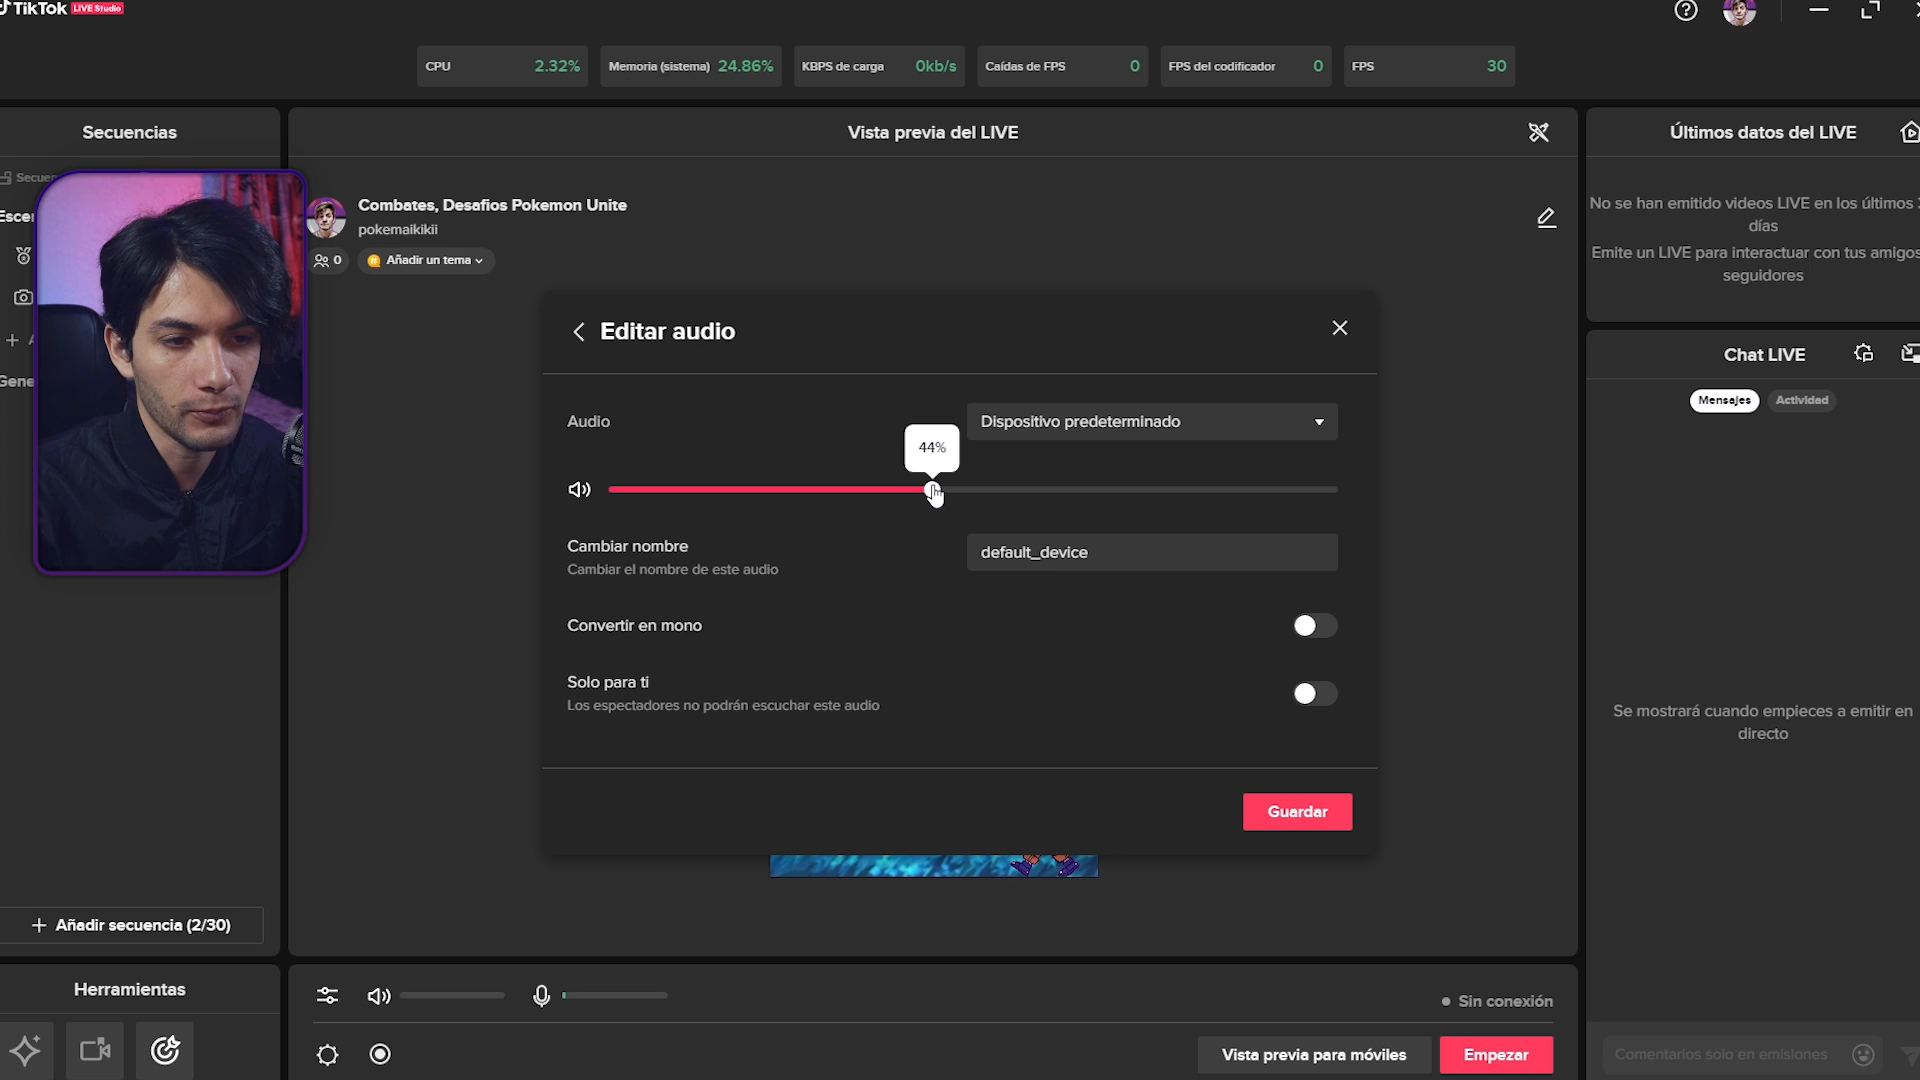 TikTok LIVE Studio
CPU 2.32%
Memoria (sistema) 24.86%
KBPS de carga 0kb/s
Caídas de FPS 0
FPS del codificador 0
FPS 30
Secuencias
Vista previa del LIVE
Últimos datos del LIVE
Combates, Desafios Pokemon Unite
pokemaikikii
0
Añadir un tema
No se han emitido videos LIVE en los últimos
días
Emite un LIVE para interactuar con tus amigos
seguidores
Editar audio
Chat LIVE
Mensajes Actividad
Audio
Dispositivo predeterminado
44%
Cambiar nombre
Cambiar el nombre de este audio
default_device
Convertir en mono
Solo para ti
Los espectadores no podrán escuchar este audio
Se mostrará cuando empieces a emitir en
directo
Guardar
+ Añadir secuencia (2/30)
Herramientas
Sin conexión
Vista previa para móviles
Empezar
Comentarios solo en emisiones